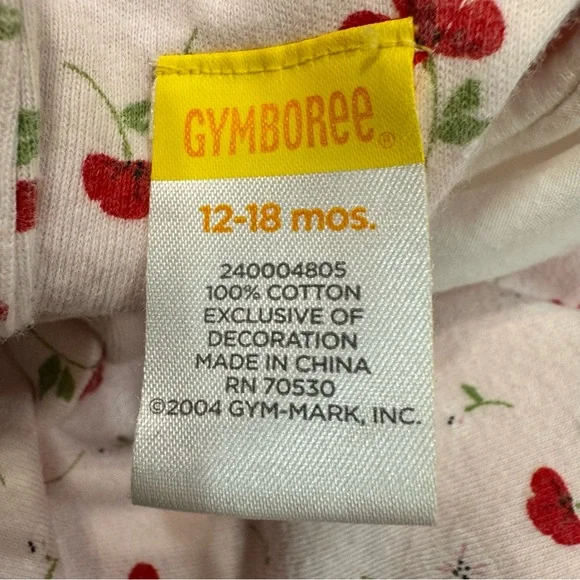 GYMBOREE®
12-18 mos.
240004805
100% COTTON
EXCLUSIVE OF
DECORATION
MADE IN CHINA
RN 70530
©2004 GYM-MARK, INC.